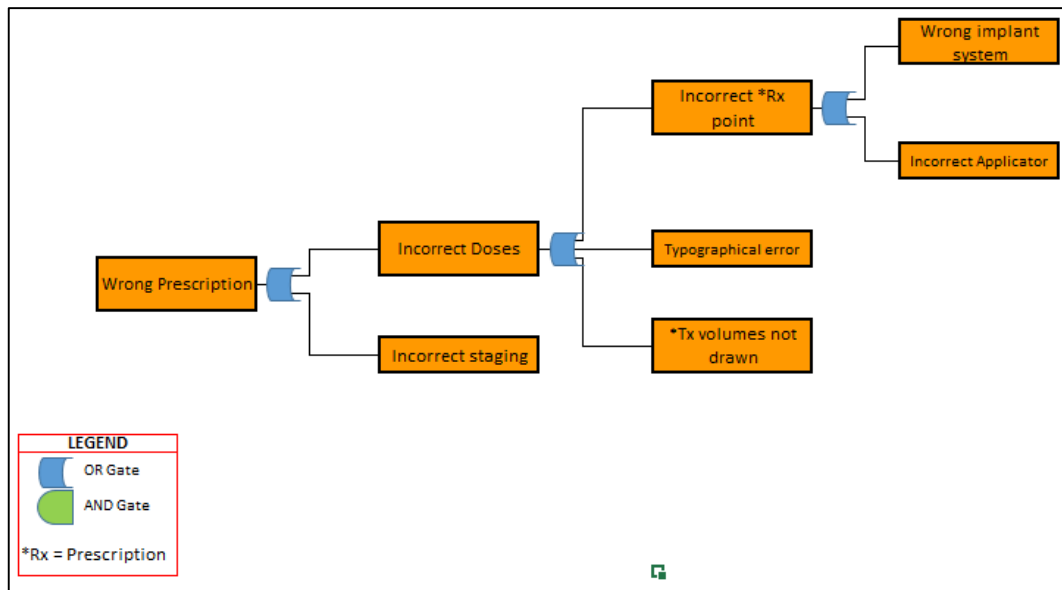 Wrong implant
system
Incorrect *Rx
point
Incorrect Applicator
Incorrect Doses
Typographical error
Wrong Prescription
*Tx volumes not
drawn
Incorrect staging
LEGEND
OR Gate
AND Gate
*Rx = Prescription